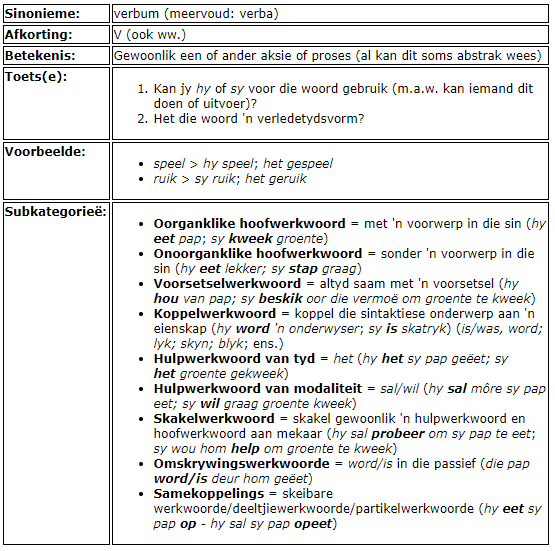 Sinonieme: verbum (meervoud: verba)
Afkorting: V (ook ww.)
Betekenis: Gewoonlik een of ander aksie of proses (al kan dit soms abstrak wees)
Toets(e):
1. Kan jy hy of sy voor die woord gebruik (m.a.w. kan iemand dit
doen of uitvoer)?
2. Het die woord 'n verledetydsvorm?
Voorbeelde:
• speel > hy speel; het gespeel
• ruik > sy ruik; het geruik
Subkategorieë:
• Oorganklike hoofwerkwoord = met 'n voorwerp in die sin (hy
eet pap; sy kweek groente)
• Onoorganklike hoofwerkwoord = sonder 'n voorwerp in die
sin (hy eet lekker; sy stap graag)
• Voorsetselwerkwoord = altyd saam met 'n voorsetsel (hy
hou van pap; sy beskik oor die vermoë om groente te kweek)
• Koppelwerkwoord = koppel die sintaktiese onderwerp aan 'n
eienskap (hy word 'n onderwyser; sy is skatryk) (is/was, word;
lyk; skyn; blyk; ens.)
• Hulpwerkwoord van tyd = het (hy het sy pap geëet; sy
het groente gekweek)
• Hulpwerkwoord van modaliteit = sal/wil (hy sal môre sy pap
eet; sy wil graag groente kweek)
• Skakelwerkwoord = skakel gewoonlik 'n hulpwerkwoord en
hoofwerkwoord aan mekaar (hy sal probeer om sy pap te eet;
sy wou hom help om groente te kweek)
• Omskrywingswerkwoorde = word/is in die passief (die pap
word/is deur hom geëet)
• Samekoppelings = skeibare
werkwoorde/deeltjiewerkwoorde/partikelwerkwoorde (hy eet sy
pap op - hy sal sy pap opeet)